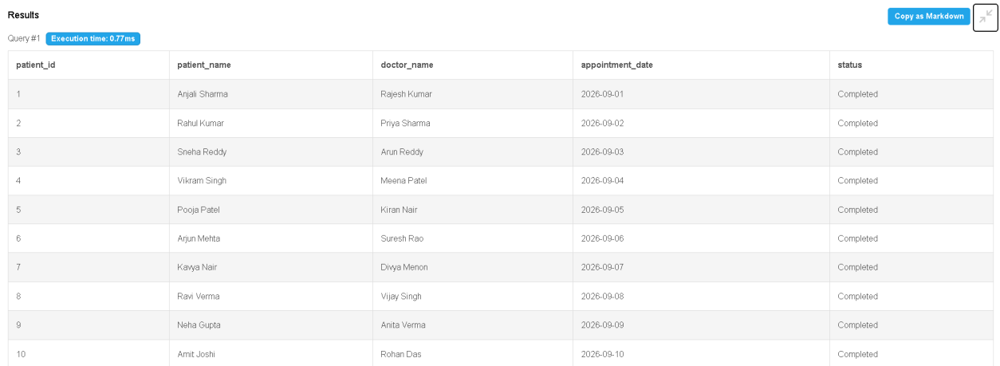 Results
Copy as Markdown
Query #1 Execution time: 0.77ms
patient_id patient_name doctor_name appointment_date status
1 Anjali Sharma Rajesh Kumar 2026-09-01 Completed
2 Rahul Kumar Priya Sharma 2026-09-02 Completed
3 Sneha Reddy Arun Reddy 2026-09-03 Completed
4 Vikram Singh Meena Patel 2026-09-04 Completed
5 Pooja Patel Kiran Nair 2026-09-05 Completed
6 Arjun Mehta Suresh Rao 2026-09-06 Completed
7 Kavya Nair Divya Menon 2026-09-07 Completed
8 Ravi Verma Vijay Singh 2026-09-08 Completed
9 Neha Gupta Anita Verma 2026-09-09 Completed
10 Amit Joshi Rohan Das 2026-09-10 Completed